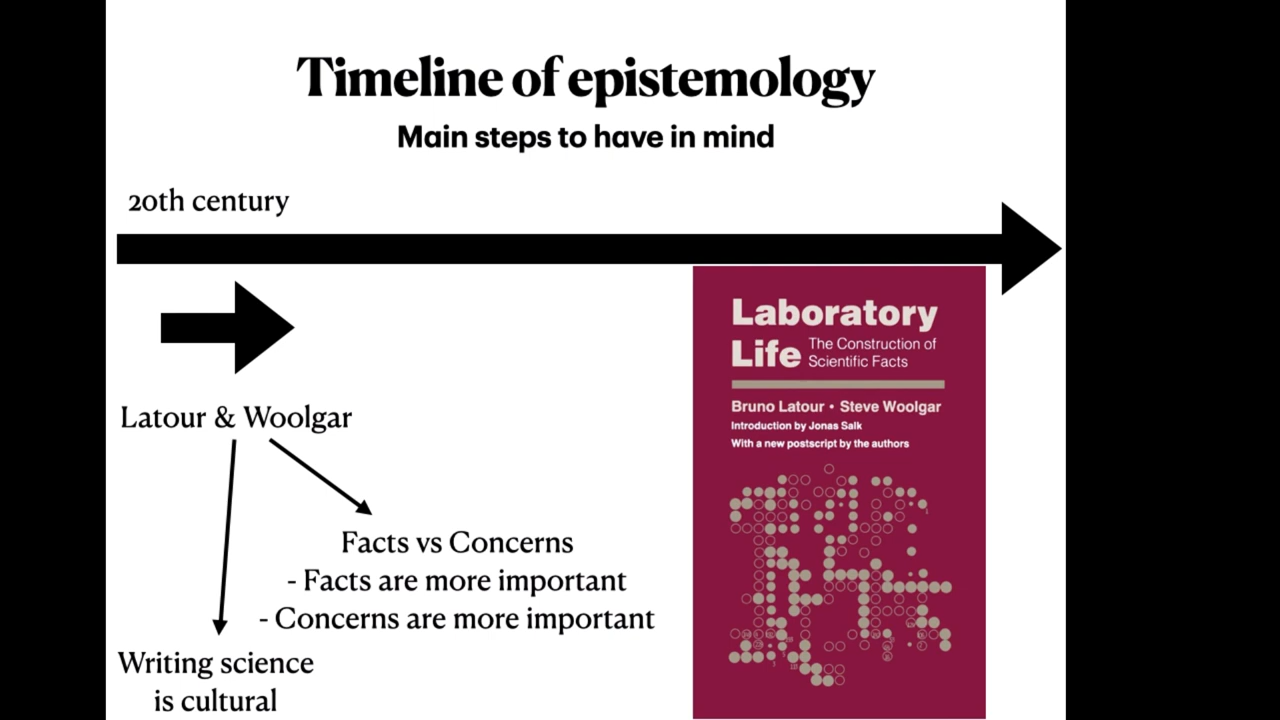 Timeline of epistemology
Main steps to have in mind
20th century
Latour & Woolgar
Facts vs Concerns
- Facts are more important
- Concerns are more important
Writing science
is cultural
Laboratory
Life The Construction of
Scientific Facts
Bruno Latour • Steve Woolgar
Introduction by Jonas Salk
With a new postscript by the authors